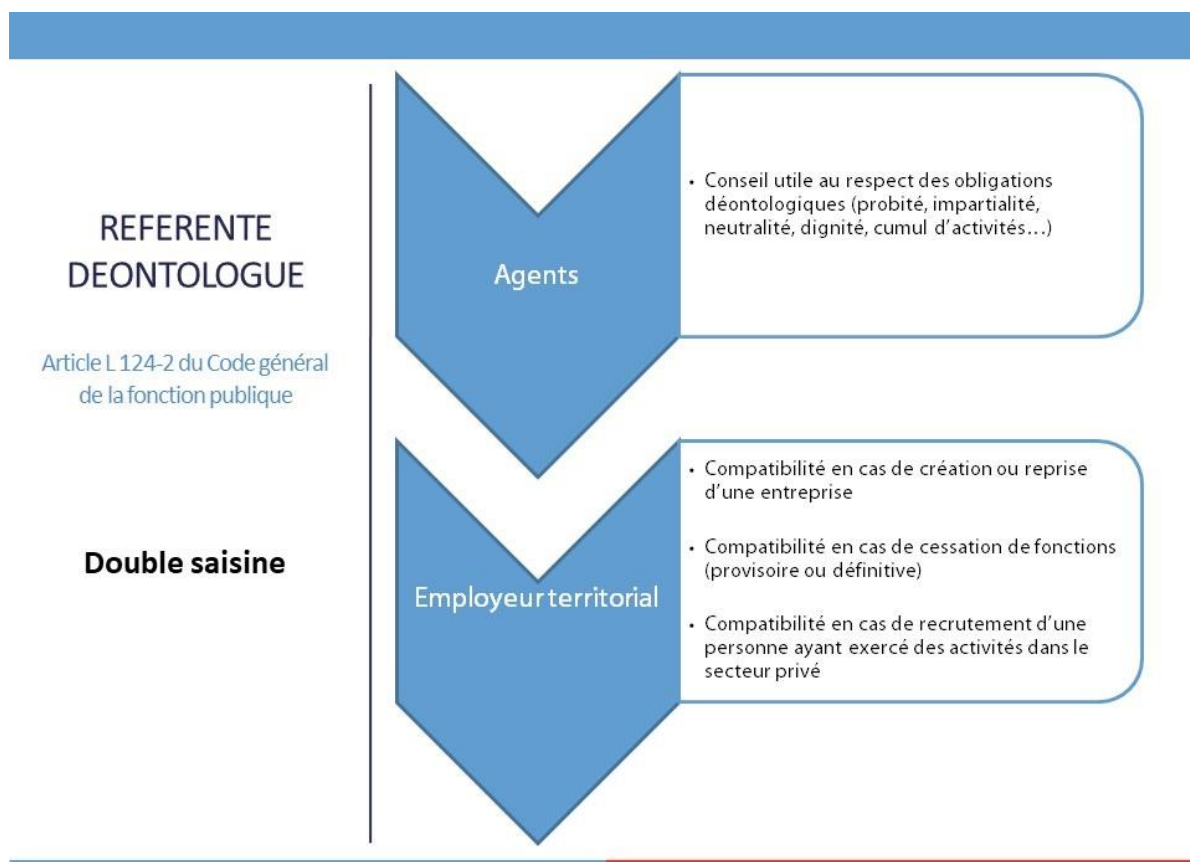 REFERENTE
DEONTOLOGUE
Article L 124-2 du Code général
de la fonction publique
Double saisine
Agents
• Conseil utile au respect des obligations
déontologiques (probité, impartialité,
neutralité, dignité, cumul d’activités…)
Employeur territorial
• Compatibilité en cas de création ou reprise
d’une entreprise
• Compatibilité en cas de cessation de fonctions
(provisoire ou définitive)
• Compatibilité en cas de recrutement d’une
personne ayant exercé des activités dans le
secteur privé